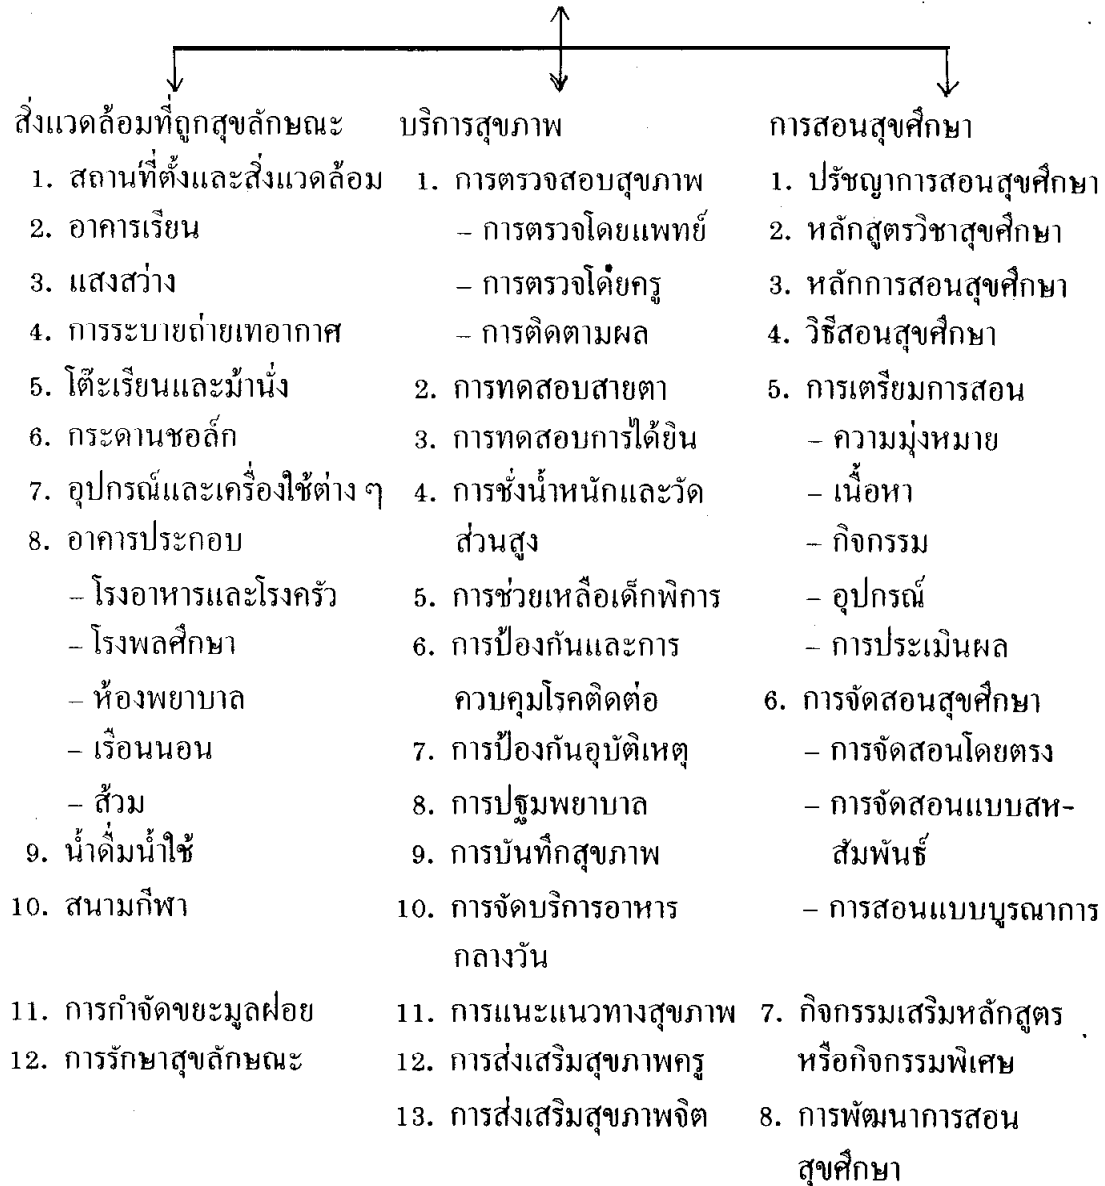 สิ่งแวดล้อมที่ถูกสุขลักษณะ
1. สถานที่ตั้งและสิ่งแวดล้อม
2. อาคารเรียน
3. แสงสว่าง
4. การระบายถ่ายเทอากาศ
5. โต๊ะเรียนและม้านั่ง
6. กระดานชอล็ก
7. อุปกรณ์และเครื่องใช้ต่าง ๆ
8. อาคารประกอบ
– โรงอาหารและโรงครัว
– โรงพลศึกษา
– ห้องพยาบาล
– เรือนนอน
– ส้วม
9. น้ำดื่มน้ำใช้
10. สนามกีฬา
11. การกำจัดขยะมูลฝอย
12. การรักษาสุขลักษณะ
บริการสุขภาพ
1. การตรวจสอบสุขภาพ
– การตรวจโดยแพทย์
– การตรวจโดยครู
– การติดตามผล
2. การทดสอบสายตา
3. การทดสอบการได้ยิน
4. การชั่งน้ำหนักและวัด
ส่วนสูง
5. การช่วยเหลือเด็กพิการ
6. การป้องกันและการ
ควบคุมโรคติดต่อ
7. การป้องกันอุบัติเหตุ
8. การปฐมพยาบาล
9. การบันทึกสุขภาพ
10. การจัดบริการอาหาร
กลางวัน
11. การแนะแนวทางสุขภาพ
12. การส่งเสริมสุขภาพครู
13. การส่งเสริมสุขภาพจิต
การสอนสุขศึกษา
1. ปรัชญาการสอนสุขศึกษา
2. หลักสูตรวิชาสุขศึกษา
3. หลักการสอนสุขศึกษา
4. วิธีสอนสุขศึกษา
5. การเตรียมการสอน
– ความมุ่งหมาย
– เนื้อหา
– กิจกรรม
– อุปกรณ์
– การประเมินผล
6. การจัดสอนสุขศึกษา
– การจัดสอนโดยตรง
– การจัดสอนแบบสห-
สัมพันธ์
– การสอนแบบบูรณาการ
7. กิจกรรมเสริมหลักสูตร
หรือกิจกรรมพิเศษ
8. การพัฒนาการสอน
สุขศึกษา